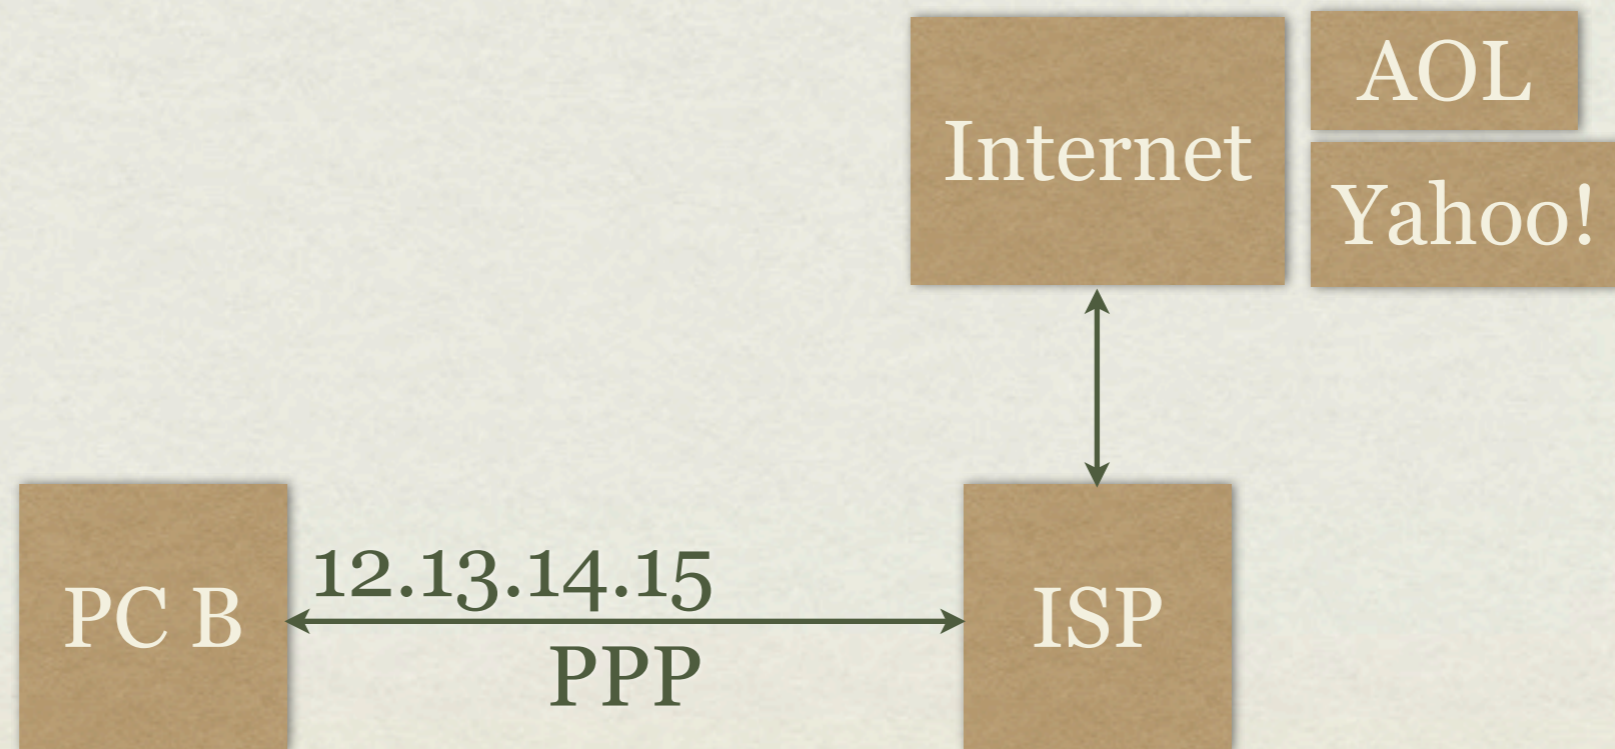 AOL
Internet
Yahoo!
12.13.14.15
PC B
ISP
PPP